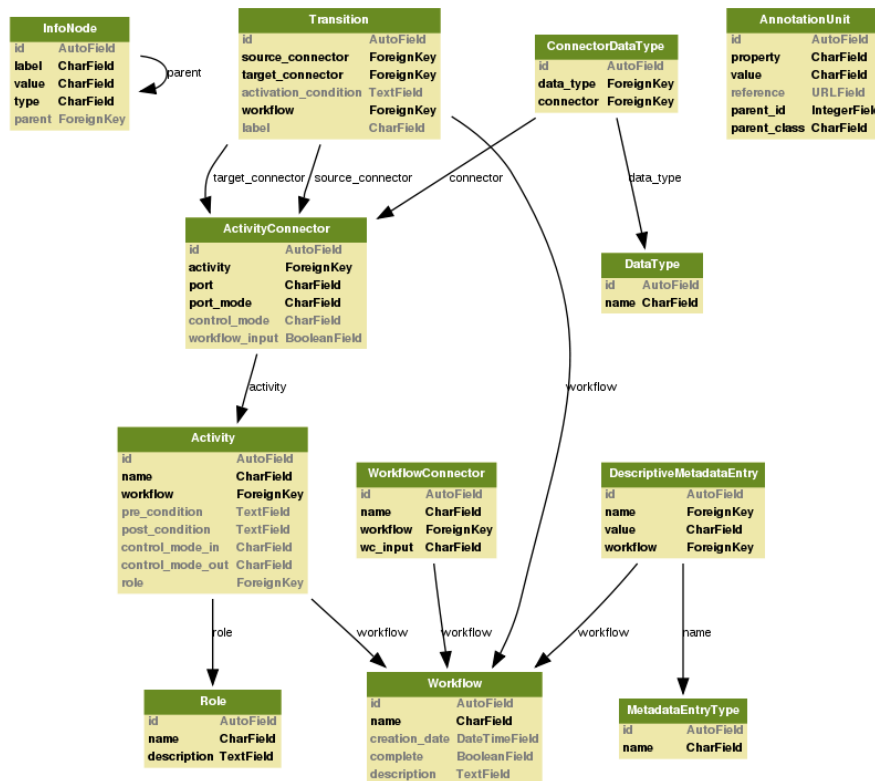 InfoNode
id AutoField
label CharField
value CharField
type CharField
parent ForeignKey
parent
Transition
id AutoField
source_connector ForeignKey
target_connector ForeignKey
activation_condition TextField
workflow ForeignKey
label CharField
ConnectorDataType
id AutoField
data_type ForeignKey
connector ForeignKey
AnnotationUnit
id AutoField
property CharField
value CharField
reference URLField
parent_id IntegerField
parent_class CharField
target_connector
source_connector
connector
data_type
ActivityConnector
id AutoField
activity ForeignKey
port CharField
port_mode CharField
control_mode CharField
workflow_input BooleanField
DataType
id AutoField
name CharField
activity
workflow
Activity
id AutoField
name CharField
workflow ForeignKey
pre_condition TextField
post_condition TextField
control_mode_in CharField
control_mode_out CharField
role ForeignKey
WorkflowConnector
id AutoField
name CharField
workflow ForeignKey
wc_input CharField
DescriptiveMetadataEntry
id AutoField
name ForeignKey
value CharField
workflow ForeignKey
role
workflow
workflow
workflow
name
Role
id AutoField
name CharField
description TextField
Workflow
id AutoField
name CharField
creation_date DateTimeField
complete BooleanField
description TextField
MetadataEntryType
id AutoField
name CharField